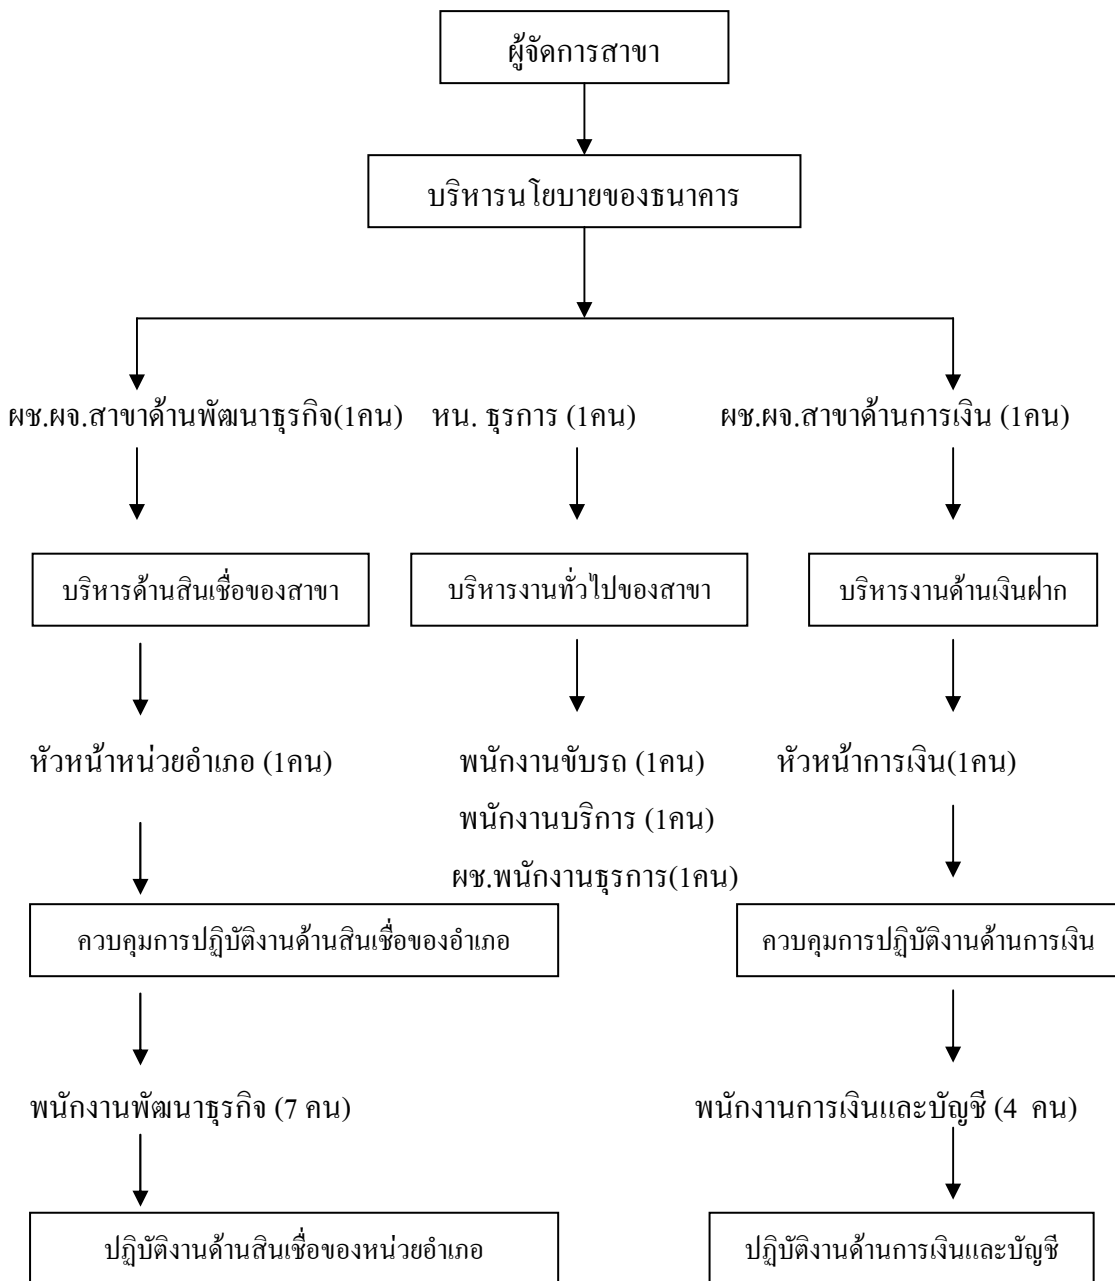 ผู้จัดการสาขา
บริหารนโยบายของธนาคาร
ผช.ผจ.สาขาด้านพัฒนาธุรกิจ(1คน)
หน. ธุรการ (1คน)
ผช.ผจ.สาขาด้านการเงิน (1คน)
บริหารด้านสินเชื่อของสาขา
บริหารงานทั่วไปของสาขา
บริหารงานด้านเงินฝาก
หัวหน้าหน่วยอำเภอ (1คน)
พนักงานขับรถ (1คน)
หัวหน้าการเงิน(1คน)
พนักงานบริการ (1คน)
ผช.พนักงานธุรการ(1คน)
ควบคุมการปฏิบัติงานด้านสินเชื่อของอำเภอ
ควบคุมการปฏิบัติงานด้านการเงิน
พนักงานพัฒนาธุรกิจ (7 คน)
พนักงานการเงินและบัญชี (4 คน)
ปฏิบัติงานด้านสินเชื่อของหน่วยอำเภอ
ปฏิบัติงานด้านการเงินและบัญชี